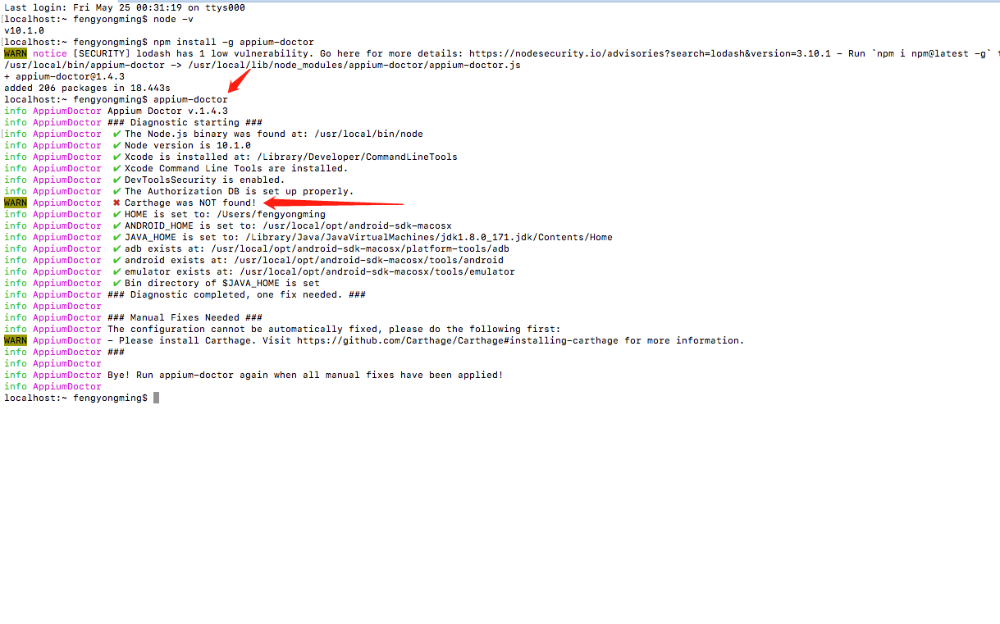 Last login: Fri May 25 00:31:19 on ttys000
[localhost:~ fengyongming$ node -v
v10.1.0
[localhost:~ fengyongming$ npm install -g appium-doctor
WARN notice [SECURITY] lodash has 1 low vulnerability. Go here for more details: https://nodesecurity.io/advisories?search=lodash&version=3.10.1 - Run `npm i npm@latest -g`
/usr/local/bin/appium-doctor -> /usr/local/lib/node_modules/appium-doctor/appium-doctor.js
+ appium-doctor@1.4.3
added 206 packages in 18.443s
localhost:~ fengyongming$ appium-doctor
info AppiumDoctor Appium Doctor v.1.4.3
info AppiumDoctor ### Diagnostic starting ###
[info AppiumDoctor  ✔ The Node.js binary was found at: /usr/local/bin/node
info AppiumDoctor  ✔ Node version is 10.1.0
info AppiumDoctor  ✔ Xcode is installed at: /Library/Developer/CommandLineTools
info AppiumDoctor  ✔ Xcode Command Line Tools are installed.
info AppiumDoctor  ✔ DevToolsSecurity is enabled.
info AppiumDoctor  ✔ The Authorization DB is set up properly.
WARN AppiumDoctor  ✖ Carthage was NOT found!
info AppiumDoctor  ✔ HOME is set to: /Users/fengyongming
info AppiumDoctor  ✔ ANDROID_HOME is set to: /usr/local/opt/android-sdk-macosx
info AppiumDoctor  ✔ JAVA_HOME is set to: /Library/Java/JavaVirtualMachines/jdk1.8.0_171.jdk/Contents/Home
info AppiumDoctor  ✔ adb exists at: /usr/local/opt/android-sdk-macosx/platform-tools/adb
info AppiumDoctor  ✔ android exists at: /usr/local/opt/android-sdk-macosx/tools/android
info AppiumDoctor  ✔ emulator exists at: /usr/local/opt/android-sdk-macosx/tools/emulator
info AppiumDoctor  ✔ Bin directory of $JAVA_HOME is set
info AppiumDoctor ### Diagnostic completed, one fix needed. ###
info AppiumDoctor
info AppiumDoctor ### Manual Fixes Needed ###
info AppiumDoctor The configuration cannot be automatically fixed, please do the following first:
WARN AppiumDoctor - Please install Carthage. Visit https://github.com/Carthage/Carthage#installing-carthage for more information.
info AppiumDoctor ###
info AppiumDoctor
info AppiumDoctor Bye! Run appium-doctor again when all manual fixes have been applied!
info AppiumDoctor
localhost:~ fengyongming$